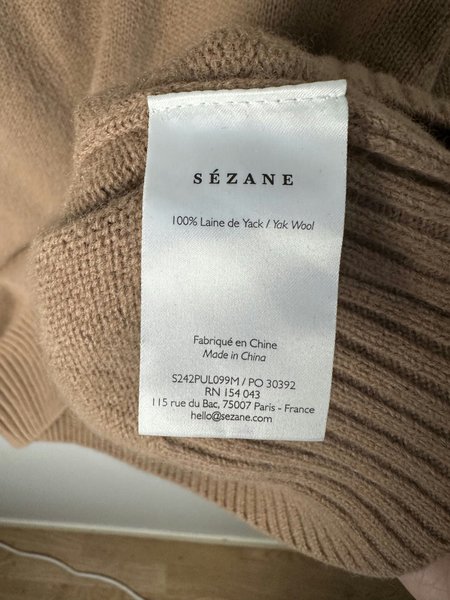 SÉZANE
100% Laine de Yack / Yak Wool
Fabriqué en Chine
Made in China
S242PUL099M / PO 30392
RN 154 043
115 rue du Bac, 75007 Paris - France
hello@sezane.com